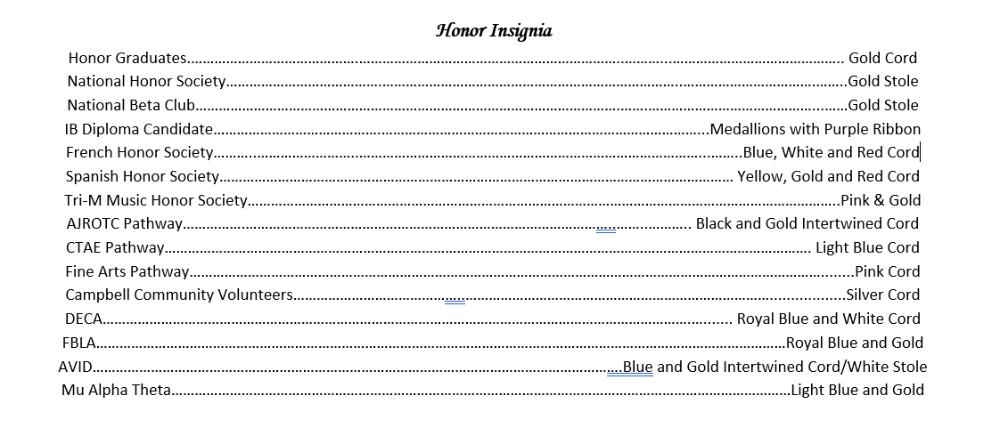 Honor Insignia
Honor Graduates.......................................................................................................... Gold Cord
National Honor Society..........................................................................................................Gold Stole
National Beta Club..........................................................................................................Gold Stole
IB Diploma Candidate..........................................................................................Medallions with Purple Ribbon
French Honor Society..........................................................................................Blue, White and Red Cord
Spanish Honor Society.......................................................................................... Yellow, Gold and Red Cord
Tri-M Music Honor Society..........................................................................................Pink & Gold
AJROTC Pathway.......................................................................................... Black and Gold Intertwined Cord
CTAE Pathway.......................................................................................................... Light Blue Cord
Fine Arts Pathway..........................................................................................................Pink Cord
Campbell Community Volunteers..........................................................................................Silver Cord
DECA.......................................................................................................... Royal Blue and White Cord
FBLA..........................................................................................................Royal Blue and Gold
AVID..........................................................................................Blue and Gold Intertwined Cord/White Stole
Mu Alpha Theta..........................................................................................................Light Blue and Gold